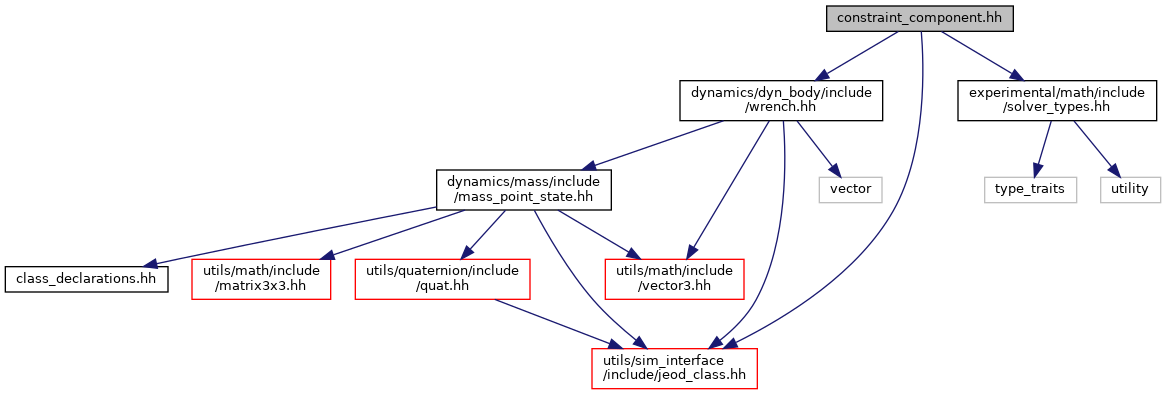 constraint_component.hh
dynamics/dyn_body/include
/wrench.hh
experimental/math/include
/solver_types.hh
dynamics/mass/include
/mass_point_state.hh
vector
type_traits
utility
class_declarations.hh
utils/math/include
/matrix3x3.hh
utils/quaternion/include
/quat.hh
utils/math/include
/vector3.hh
utils/sim_interface
/include/jeod_class.hh